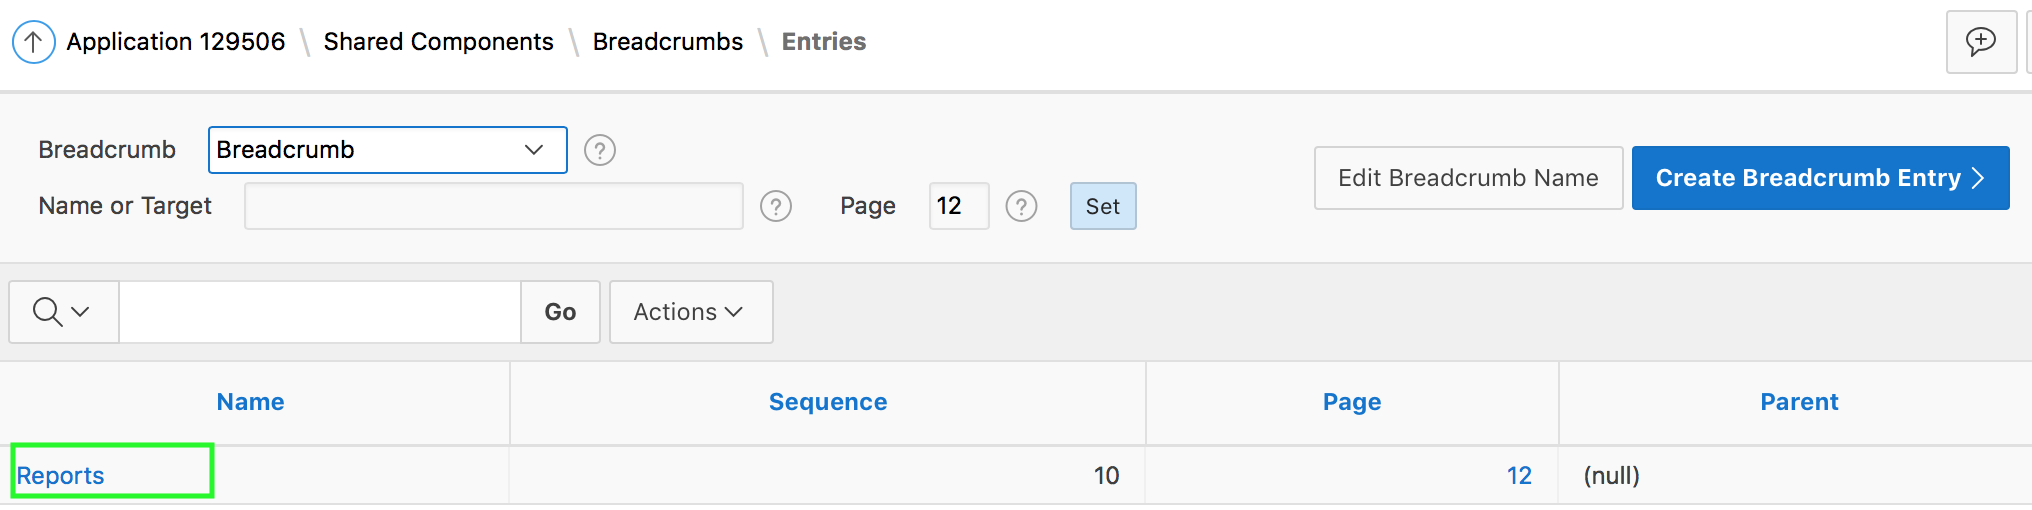 Application 129506 \ Shared Components \ Breadcrumbs \ Entries
Breadcrumb Breadcrumb ?
Name or Target ? Page 12 ? Set
Edit Breadcrumb Name Create Breadcrumb Entry >
Go Actions
Name Sequence Page Parent
Reports 10 12 (null)